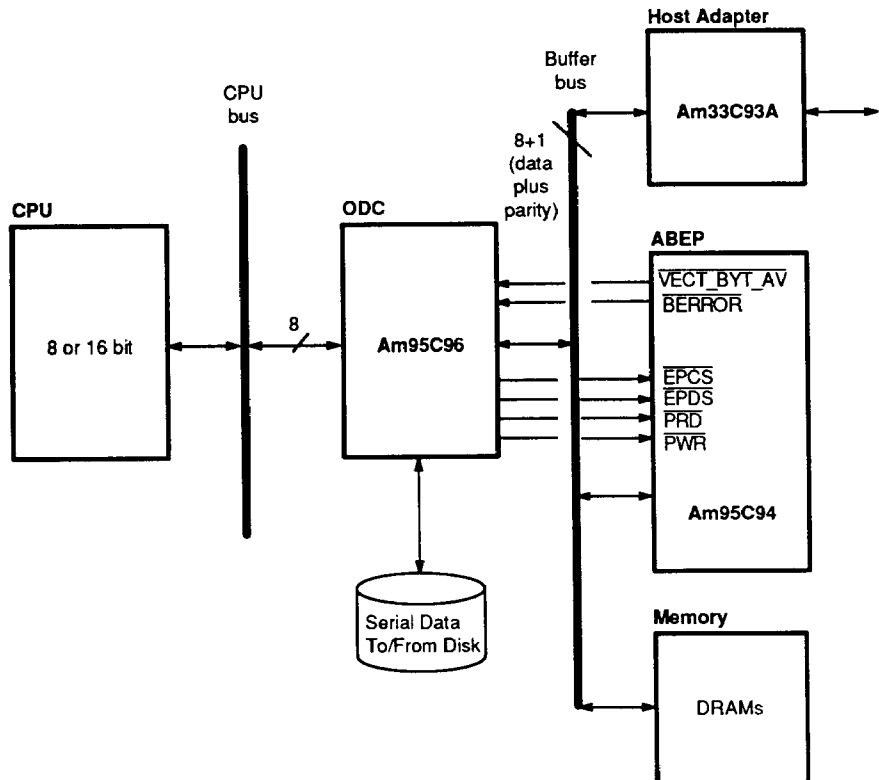 Host Adapter
Am33C93A
Buffer
bus
CPU
bus
8+1
(data
plus
parity)
CPU
8 or 16 bit
8
ODC
Am95C96
ABEP
VECT_BYT_AV
BERROR
EPCS
EPDS
PRD
PWR
Am95C94
Serial Data
To/From Disk
Memory
DRAMs